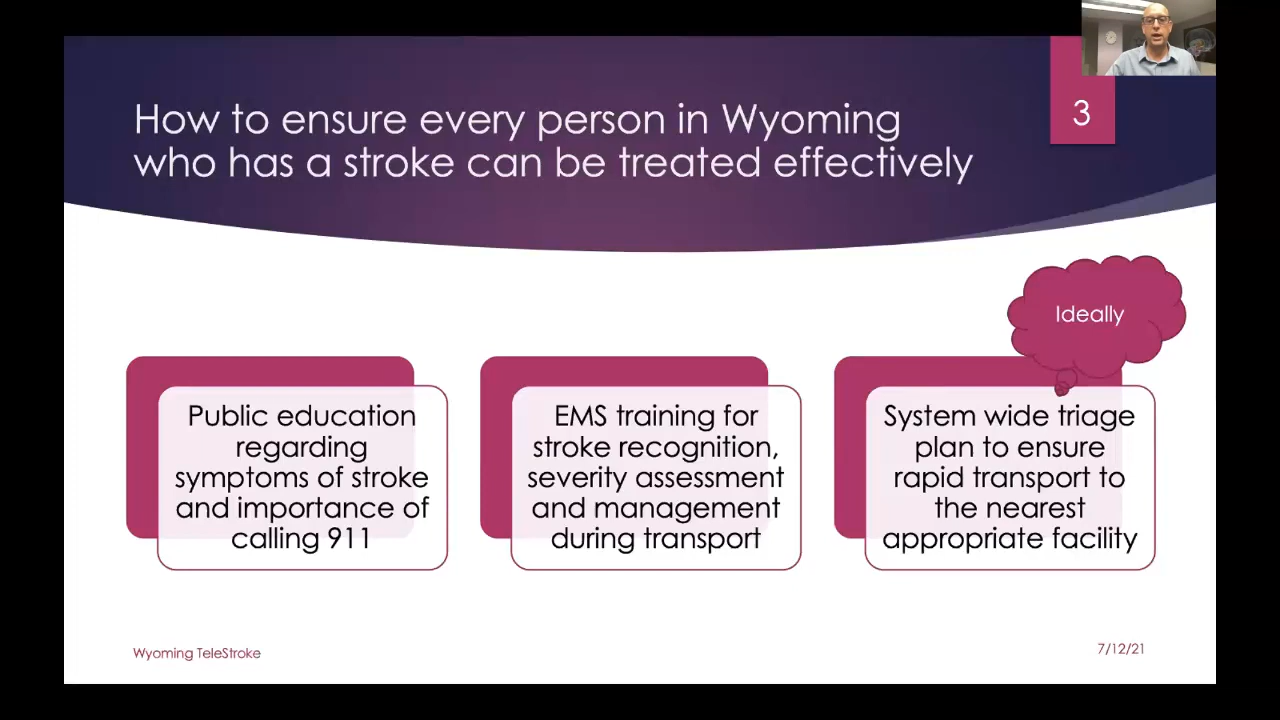 How to ensure every person in Wyoming
who has a stroke can be treated effectively
3
Ideally
Public education
regarding
symptoms of stroke
and importance of
calling 911
EMS training for
stroke recognition,
severity assessment
and management
during transport
System wide triage
plan to ensure
rapid transport to
the nearest
appropriate facility
Wyoming TeleStroke
7/12/21